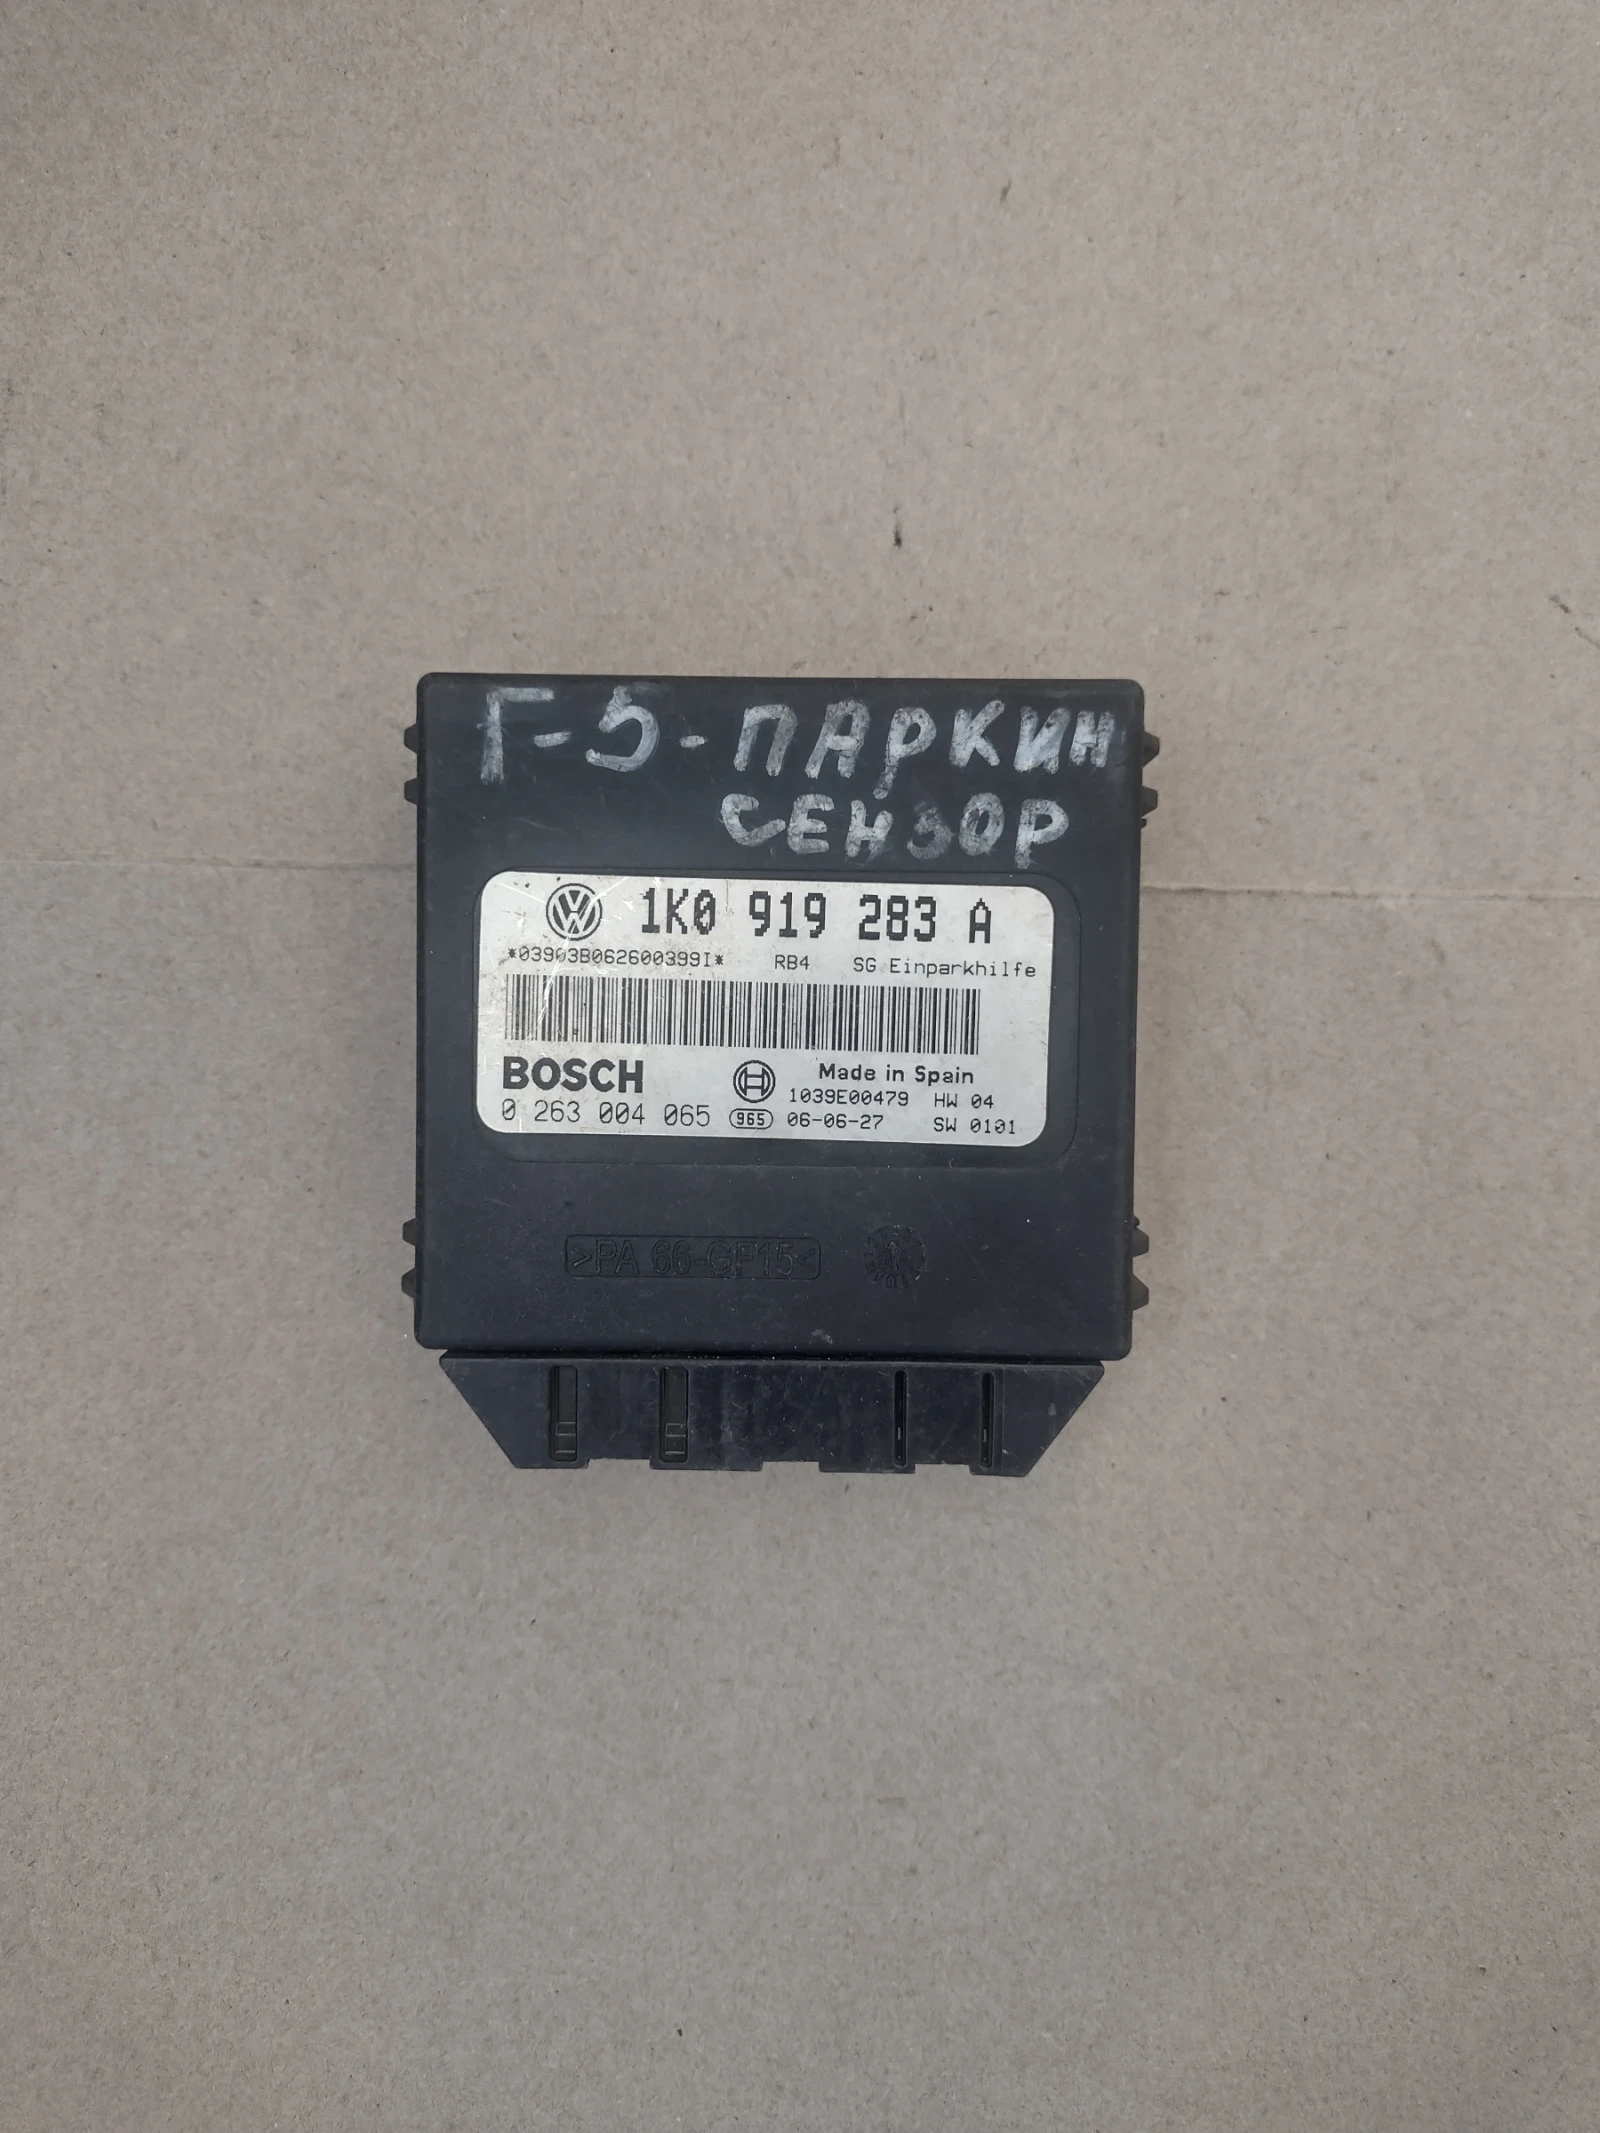 Г-5-ПАРКИН
СЕНЗОР
1K0 919 283 A
*03903B062600399I* RB4 SG Einparkhilfe
BOSCH
Made in Spain
1039E00479 HW 04
0 263 004 065 965 06-06-27 SW 0101
>PA 66-GF15<